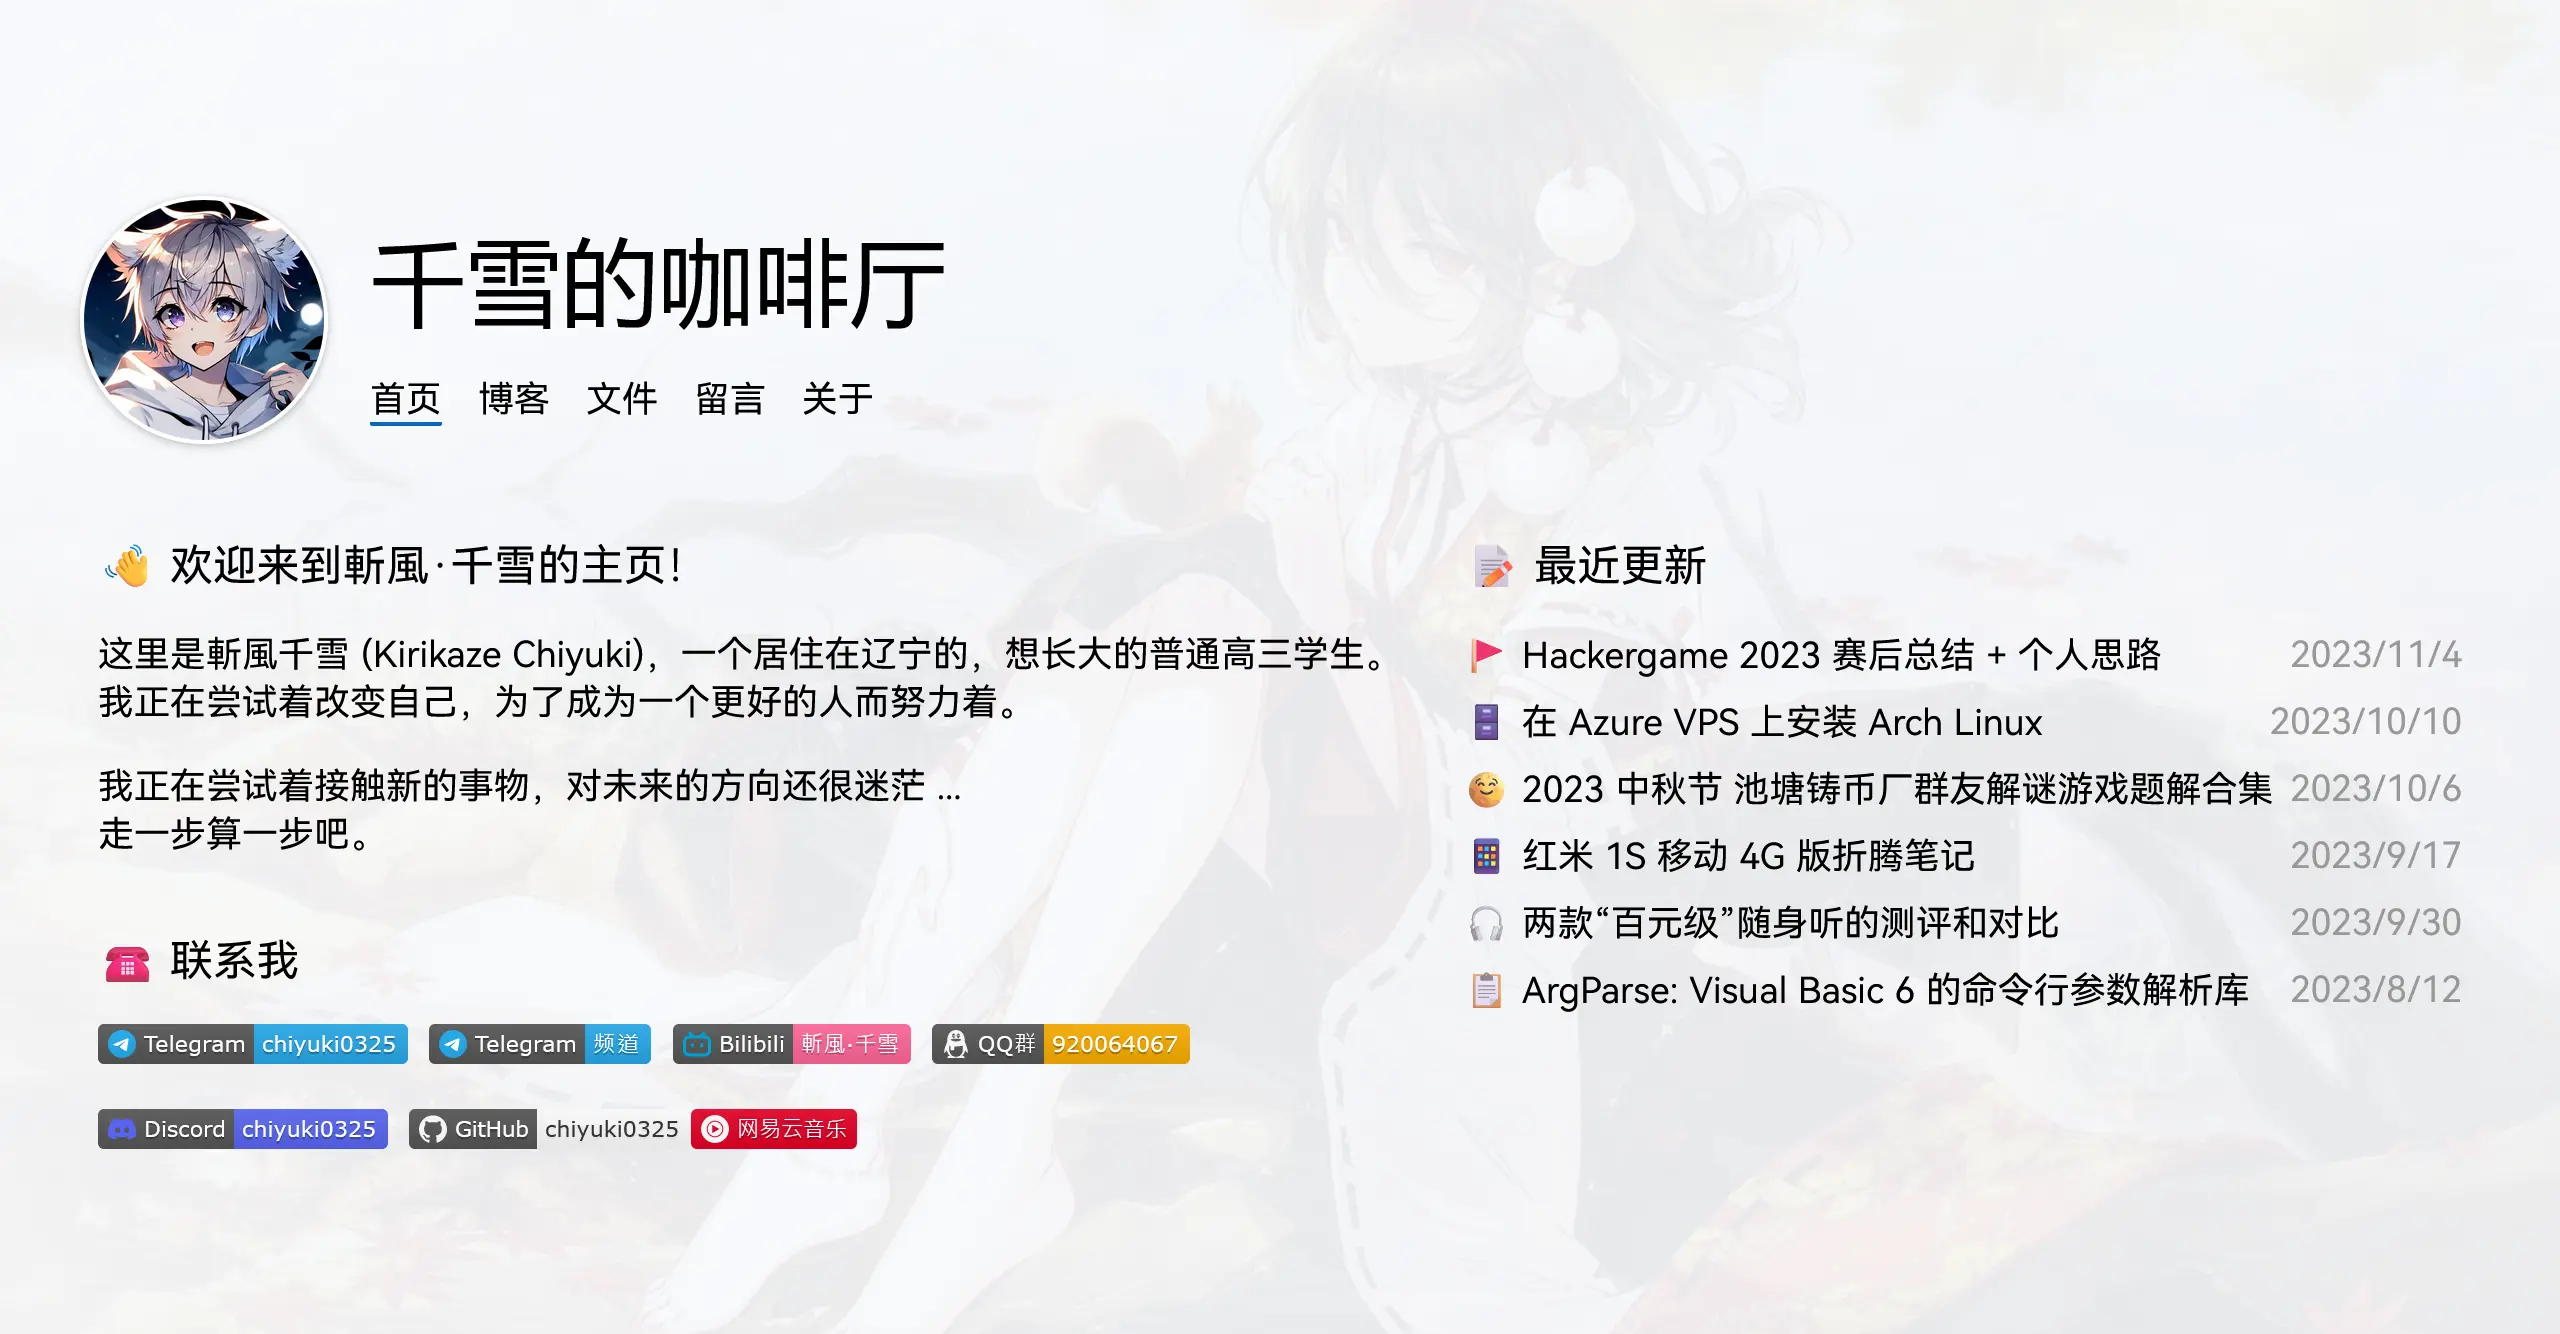 千雪的咖啡厅
首页 博客 文件 留言 关于
欢迎来到斬風·千雪的主页！
这里是斬風千雪 (Kirikaze Chiyuki)，一个居住在辽宁的，想长大的普通高三学生。
我正在尝试着改变自己，为了成为一个更好的人而努力着。
我正在尝试着接触新的事物，对未来的方向还很迷茫 ...
走一步算一步吧。
联系我
Telegram chiyuki0325 Telegram 频道 Bilibili 斬風·千雪 QQ群 920064067
Discord chiyuki0325 GitHub chiyuki0325 网易云音乐
最近更新
Hackergame 2023 赛后总结 + 个人思路 2023/11/4
在 Azure VPS 上安装 Arch Linux 2023/10/10
2023 中秋节 池塘铸币厂群友解谜游戏题解合集 2023/10/6
红米 1S 移动 4G 版折腾笔记 2023/9/17
两款“百元级”随身听的测评和对比 2023/9/30
ArgParse: Visual Basic 6 的命令行参数解析库 2023/8/12